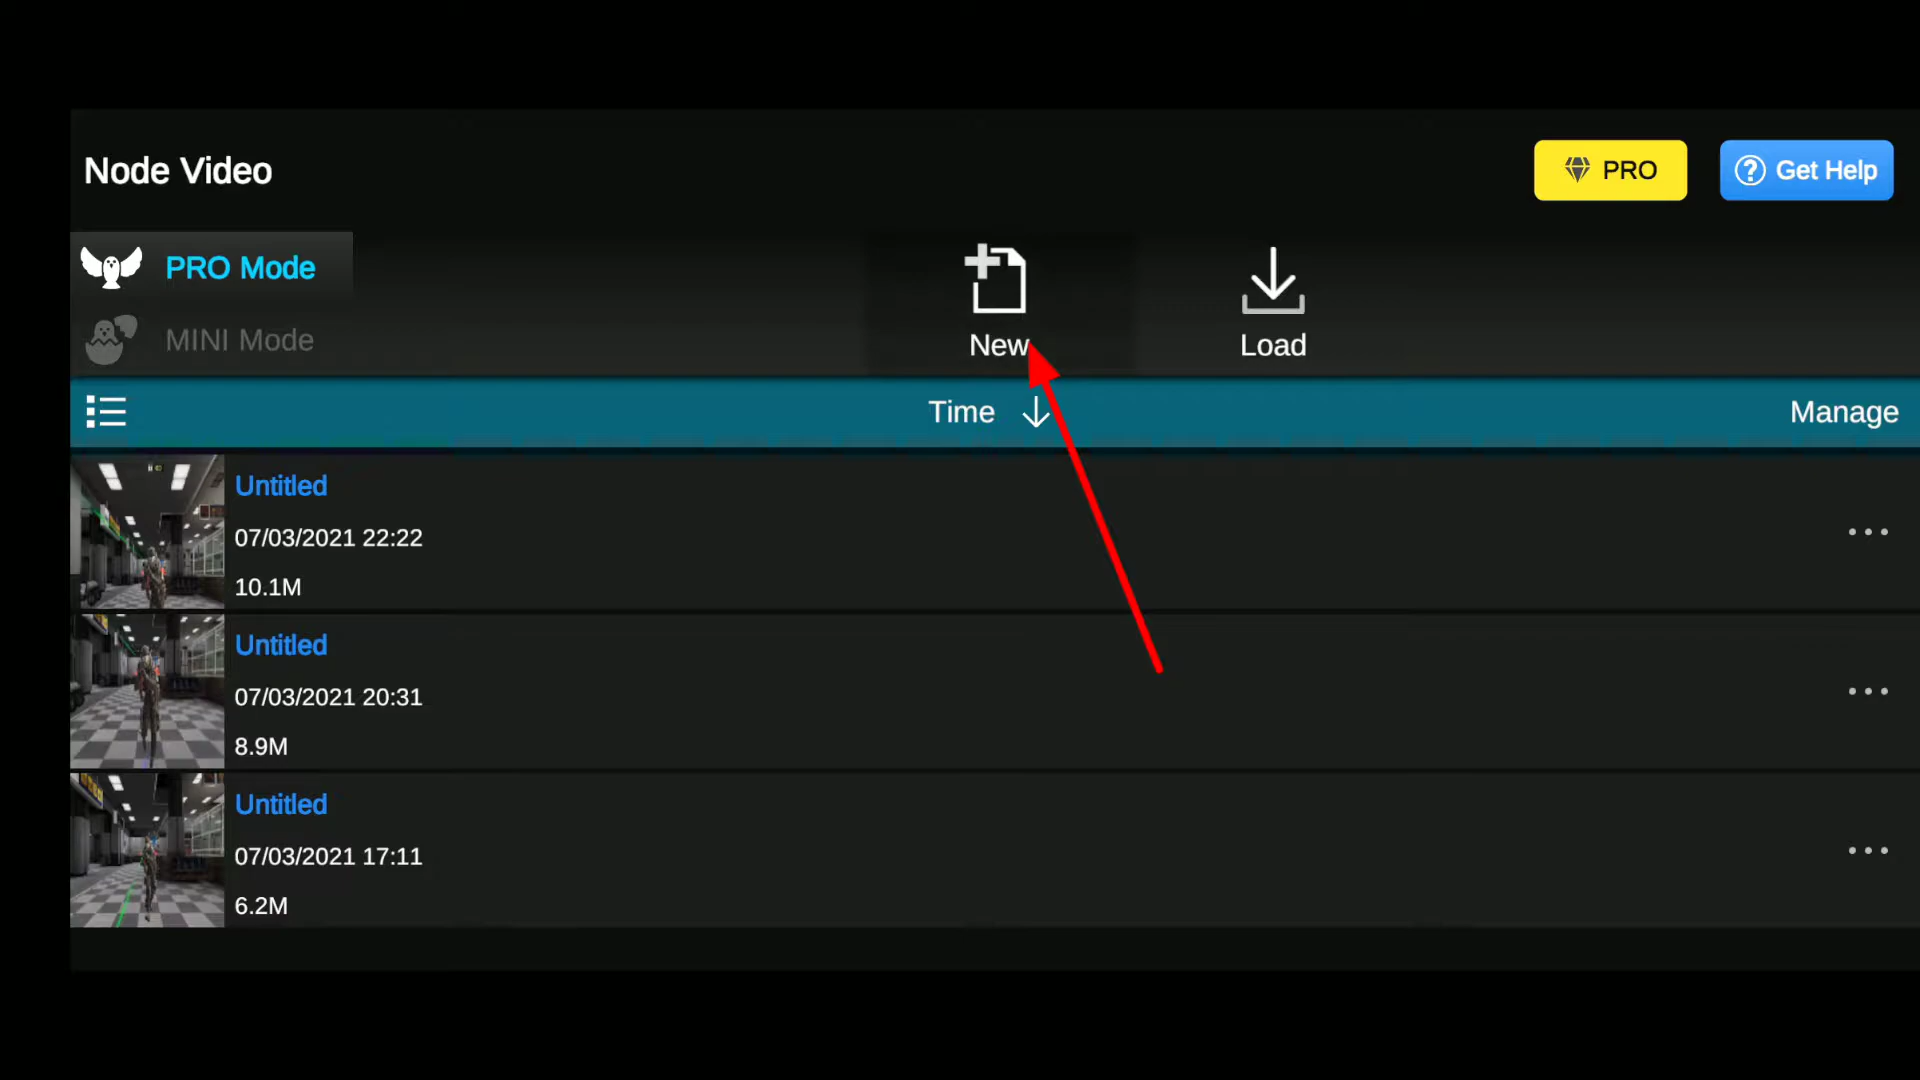 Node Video
PRO
Get Help
PRO Mode
MINI Mode
New
Load
Time
Manage
Untitled
07/03/2021 22:22
10.1M
Untitled
07/03/2021 20:31
8.9M
Untitled
07/03/2021 17:11
6.2M